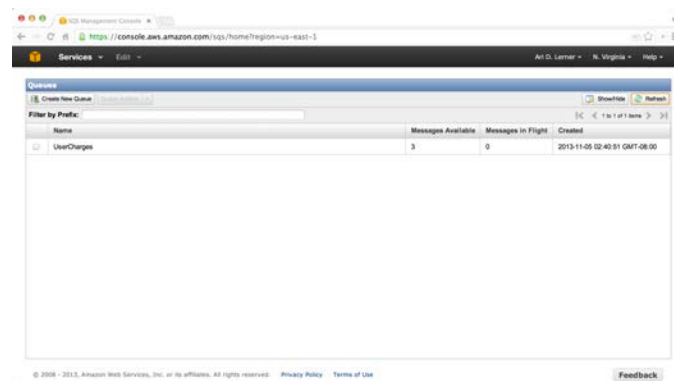 SQS Management Console
https://console.aws.amazon.com/sqs/home?region=us-east-1
Services Edit Art D. Lerner N. Virginia Help
Queues
Create New Queue Show/Hide Refresh
Filter by Prefix: 1 to 1 of 1 items
Name Messages Available Messages in Flight Created
UserCharges 3 0 2013-11-05 02:40:51 GMT-08:00
© 2008 - 2013, Amazon Web Services, Inc. or its affiliates. All rights reserved. Privacy Policy Terms of Use Feedback